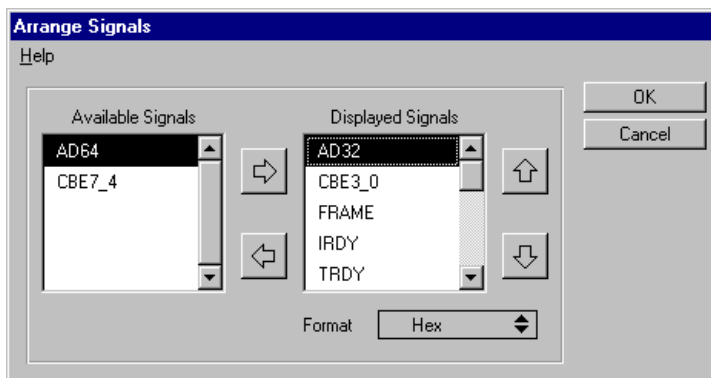 Arrange Signals
Help
OK
Cancel
Available Signals
Displayed Signals
AD64
CBE7_4
AD32
CBE3_0
FRAME
IRDY
TRDY
Format Hex